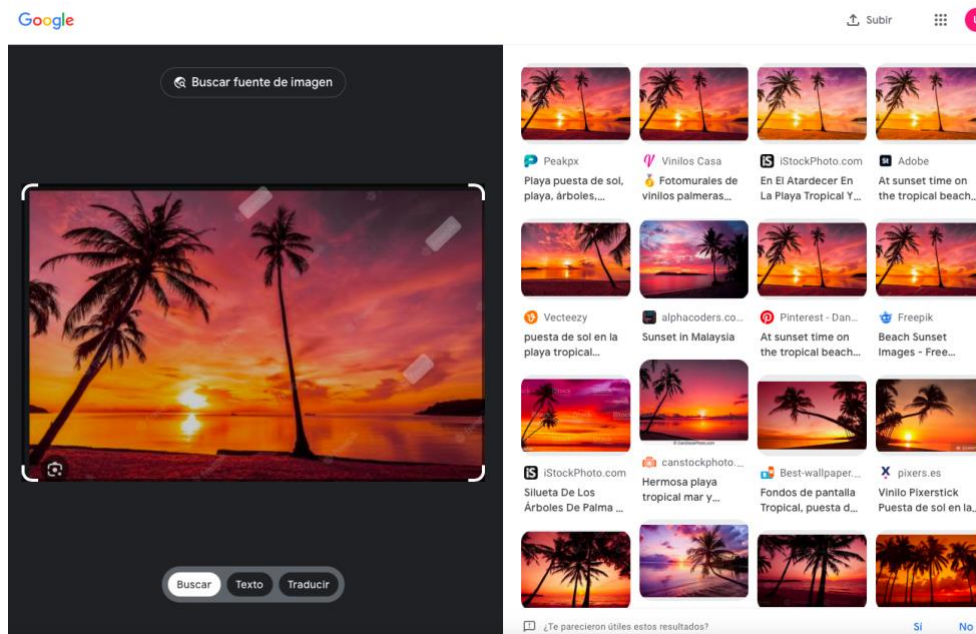 Google
Subir
Buscar fuente de imagen
Buscar
Texto
Traducir
Peakpx
Playa puesta de sol,
playa, árboles,...
Vinilos Casa
🥇 Fotomurales de
vinilos palmeras...
iStockPhoto.com
En El Atardecer En
La Playa Tropical Y...
Adobe
At sunset time on
the tropical beach...
Vecteezy
puesta de sol en la
playa tropical...
alphacoders.co...
Sunset in Malaysia
Pinterest - Dan...
At sunset time on
the tropical beach...
Freepik
Beach Sunset
Images - Free...
iStockPhoto.com
Silueta De Los
Árboles De Palma ...
canstockphoto....
Hermosa playa
tropical mar y...
Best-wallpaper....
Fondos de pantalla
Tropical, puesta d...
pixers.es
Vinilo Pixerstick
Puesta de sol en la...
¿Te parecieron útiles estos resultados?
Sí
No